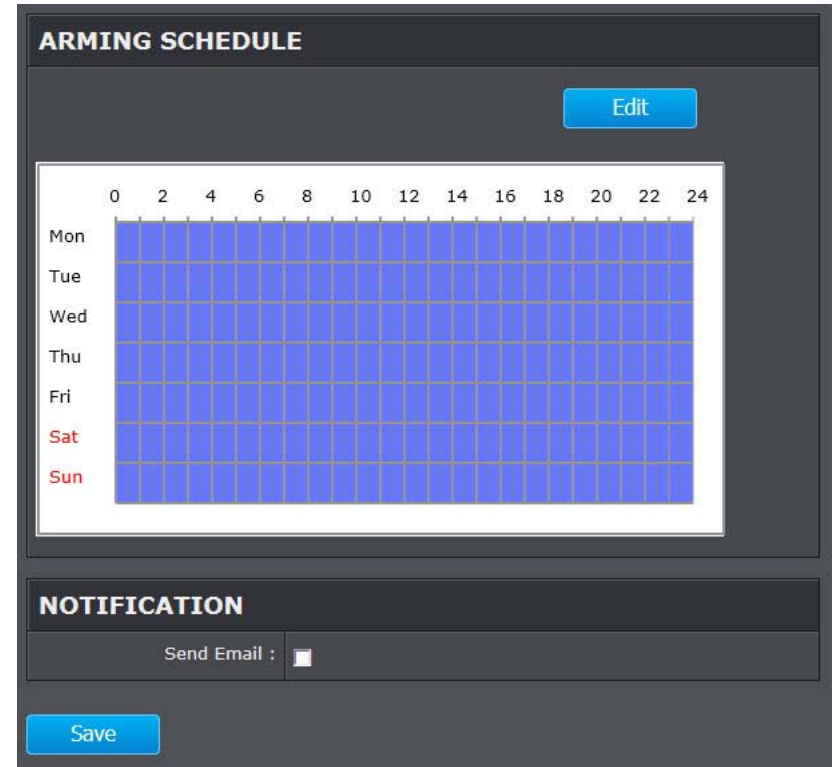 ARMING SCHEDULE
Edit
0 2 4 6 8 10 12 14 16 18 20 22 24
Mon
Tue
Wed
Thu
Fri
Sat
Sun
NOTIFICATION
Send Email :
Save